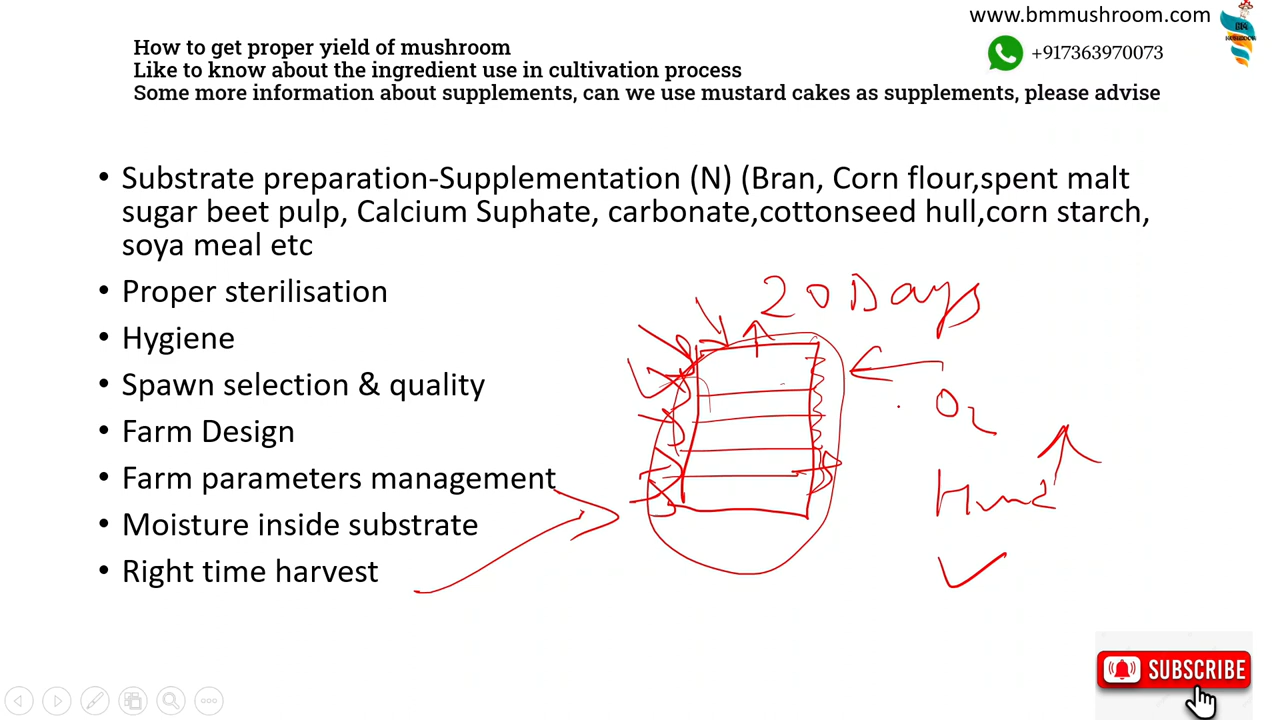 www.bmmushroom.com
+917363970073
How to get proper yield of mushroom
Like to know about the ingredient use in cultivation process
Some more information about supplements, can we use mustard cakes as supplements, please advise
• Substrate preparation-Supplementation (N) (Bran, Corn flour,spent malt
sugar beet pulp, Calcium Suphate, carbonate,cottonseed hull,corn starch,
soya meal etc
• Proper sterilisation
• Hygiene
• Spawn selection & quality
• Farm Design
• Farm parameters management
• Moisture inside substrate
• Right time harvest
20 Days
O2
SUBSCRIBE